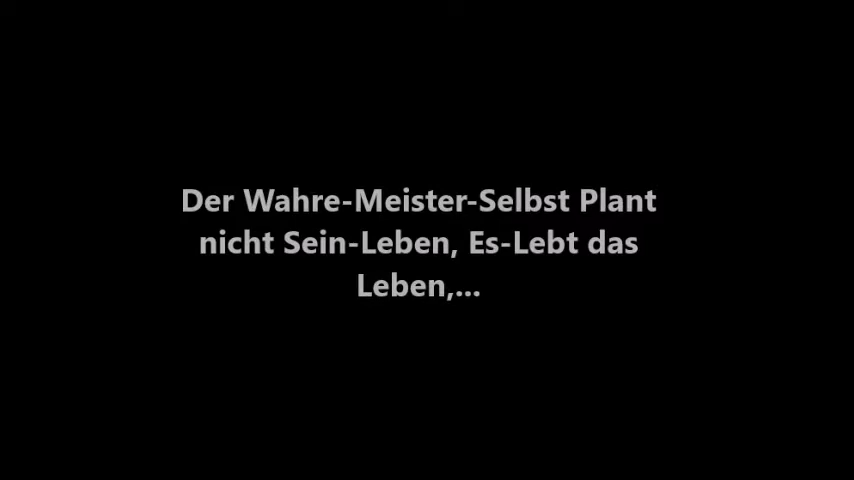 Der Wahre-Meister-Selbst Plant
nicht Sein-Leben, Es-Lebt das
Leben,...